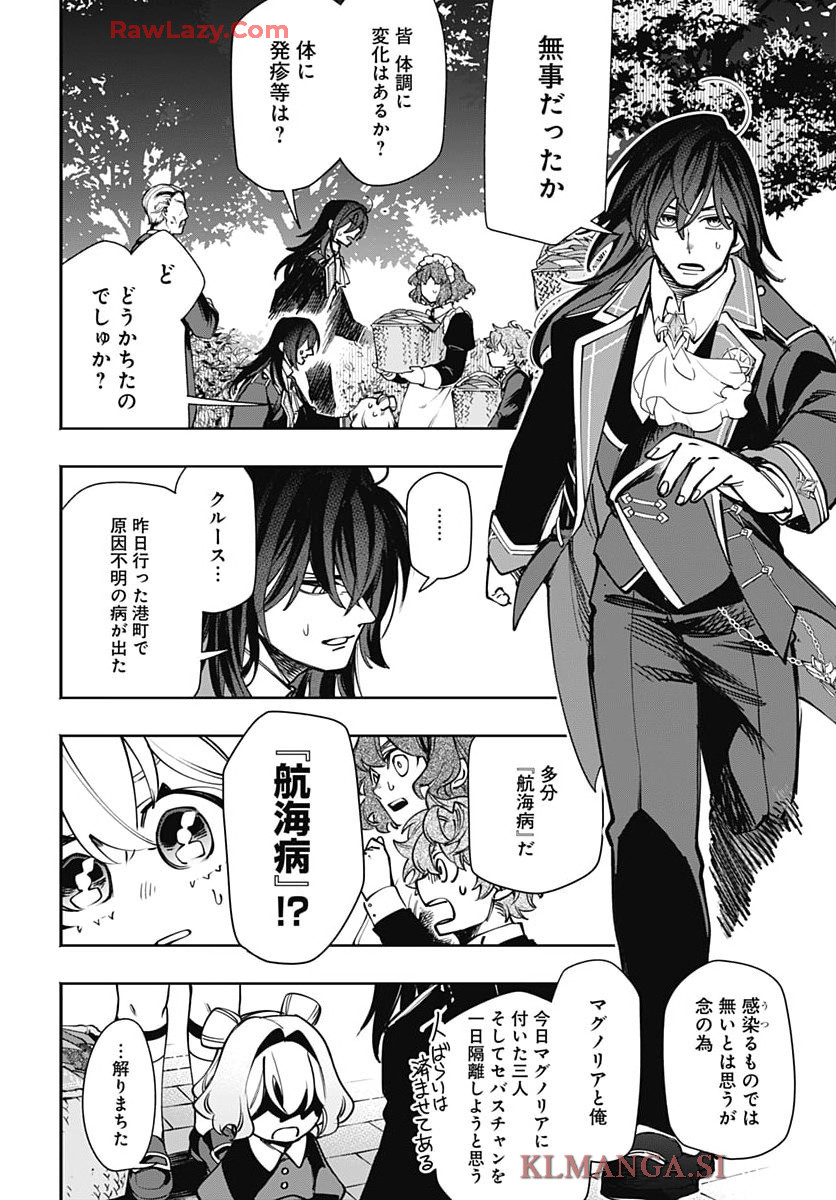 RawLazy.Com
無事だったか
皆 体調に
変化はあるか?
体に
発疹等は?
ど
どうかちたの
でしゅか?
……
クルース…
昨日行った港町で
原因不明の病が出た
多分
『航海病』だ
『航海病』!?
うつ
感染るものでは
無いとは思うが
念の為
マグノリアと俺
今日マグノリアに
付いた三人
そしてセバスチャンを
一日隔離しようと思う
人ばらいは
済ませてある
…解りまちた
KLMANGA.SI